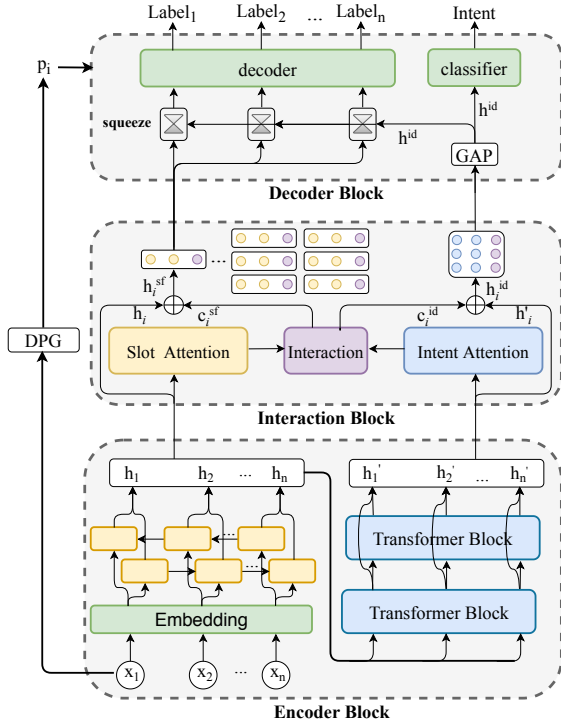 Label₁ Label₂ ... Labelₙ Intent
pᵢ decoder classifier
squeeze hⁱᵈ hⁱᵈ
GAP
Decoder Block
...
hᵢˢᶠ hᵢⁱᵈ
hᵢ cᵢˢᶠ cᵢⁱᵈ h'ᵢ
DPG Slot Attention Interaction Intent Attention
Interaction Block
h₁ h₂ ... hₙ h₁' h₂' ... hₙ'
...
Transformer Block
...
Transformer Block
Embedding
x₁ x₂ ... xₙ
Encoder Block